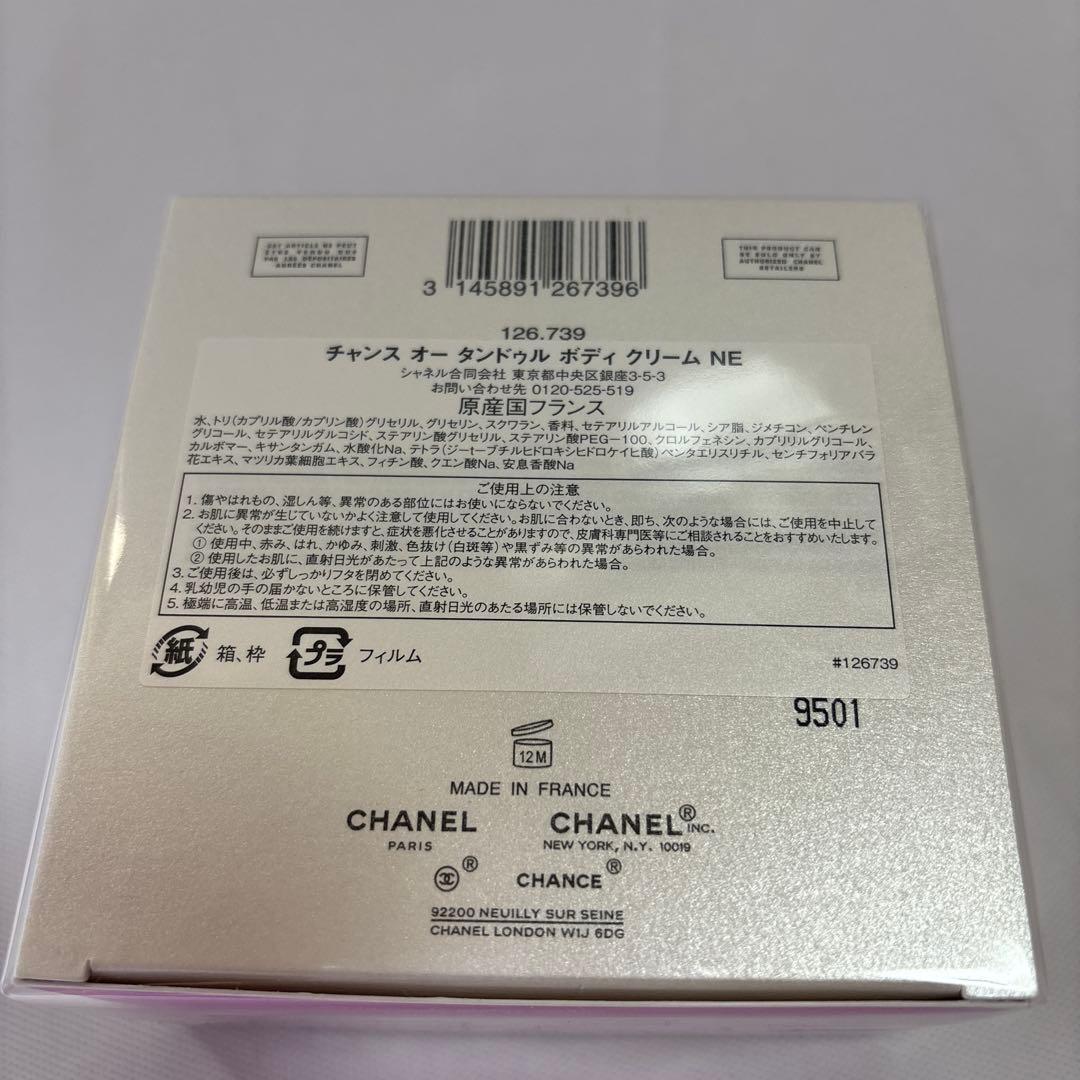 CET ARTICLE NE PEUT
ÊTRE VENDU QUE
PAR LES DÉPOSITAIRES
AGRÉÉS CHANEL
THIS PRODUCT CAN
BE SOLD ONLY BY
AUTHORIZED CHANEL
RETAILERS
3 145891 267396
126.739
チャンス オー タンドゥル ボディ クリーム NE
シャネル合同会社 東京都中央区銀座3-5-3
お問い合わせ先 0120-525-519
原産国フランス
水、トリ(カプリル酸/カプリン酸)グリセリル、グリセリン、スクワラン、香料、セテアリルアルコール、シア脂、ジメチコン、ペンチレン
グリコール、セテアリルグルコシド、ステアリン酸グリセリル、ステアリン酸PEG-100、クロルフェネシン、カプリリルグリコール、
カルボマー、キサンタンガム、水酸化Na、テトラ(ジーt-ブチルヒドロキシヒドロケイヒ酸)ペンタエリスリチル、センチフォリアバラ
花エキス、マツリカ葉細胞エキス、フィチン酸、クエン酸Na、安息香酸Na
ご使用上の注意
1. 傷やはれもの、湿しん等、異常のある部位にはお使いにならないでください。
2. お肌に異常が生じていないかよく注意して使用してください。お肌に合わないとき、即ち、次のような場合には、ご使用を中止して
ください。そのままご使用を続けますと、症状を悪化させることがありますので、皮膚科専門医等にご相談されることをおすすめいたします。
① 使用中、赤み、はれ、かゆみ、刺激、色抜け(白斑等)や黒ずみ等の異常があらわれた場合。
② 使用したお肌に、直射日光があたって上記のような異常があらわれた場合。
3. ご使用後は、必ずしっかりフタを閉めてください。
4. 乳幼児の手の届かないところに保管してください。
5. 極端に高温、低温または高湿度の場所、直射日光のあたる場所には保管しないでください。
紙 箱、枠 プラ フィルム
#126739
9501
12M
MADE IN FRANCE
CHANEL CHANEL® INC.
PARIS NEW YORK, N.Y. 10019
® CHANCE®
92200 NEUILLY SUR SEINE
CHANEL LONDON W1J 6DG